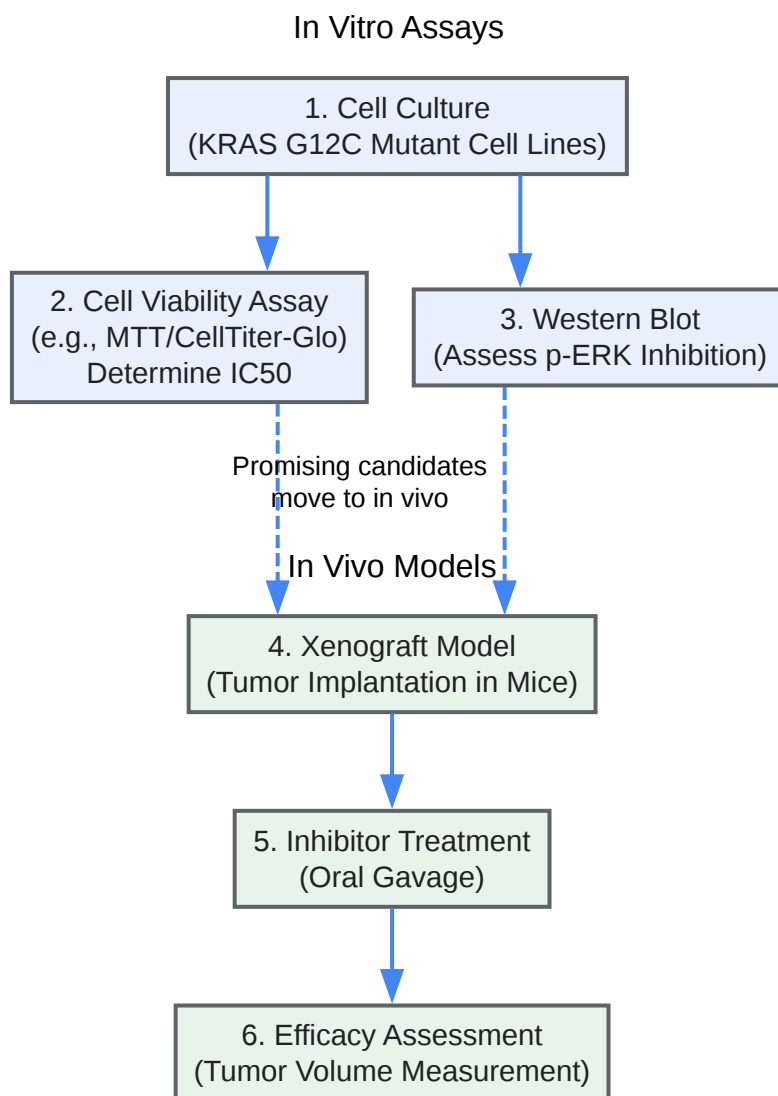 In Vitro Assays
1. Cell Culture
(KRAS G12C Mutant Cell Lines)
2. Cell Viability Assay
(e.g., MTT/CellTiter-Glo)
Determine IC50
3. Western Blot
(Assess p-ERK Inhibition)
Promising candidates
move to in vivo
In Vivo Models
4. Xenograft Model
(Tumor Implantation in Mice)
5. Inhibitor Treatment
(Oral Gavage)
6. Efficacy Assessment
(Tumor Volume Measurement)